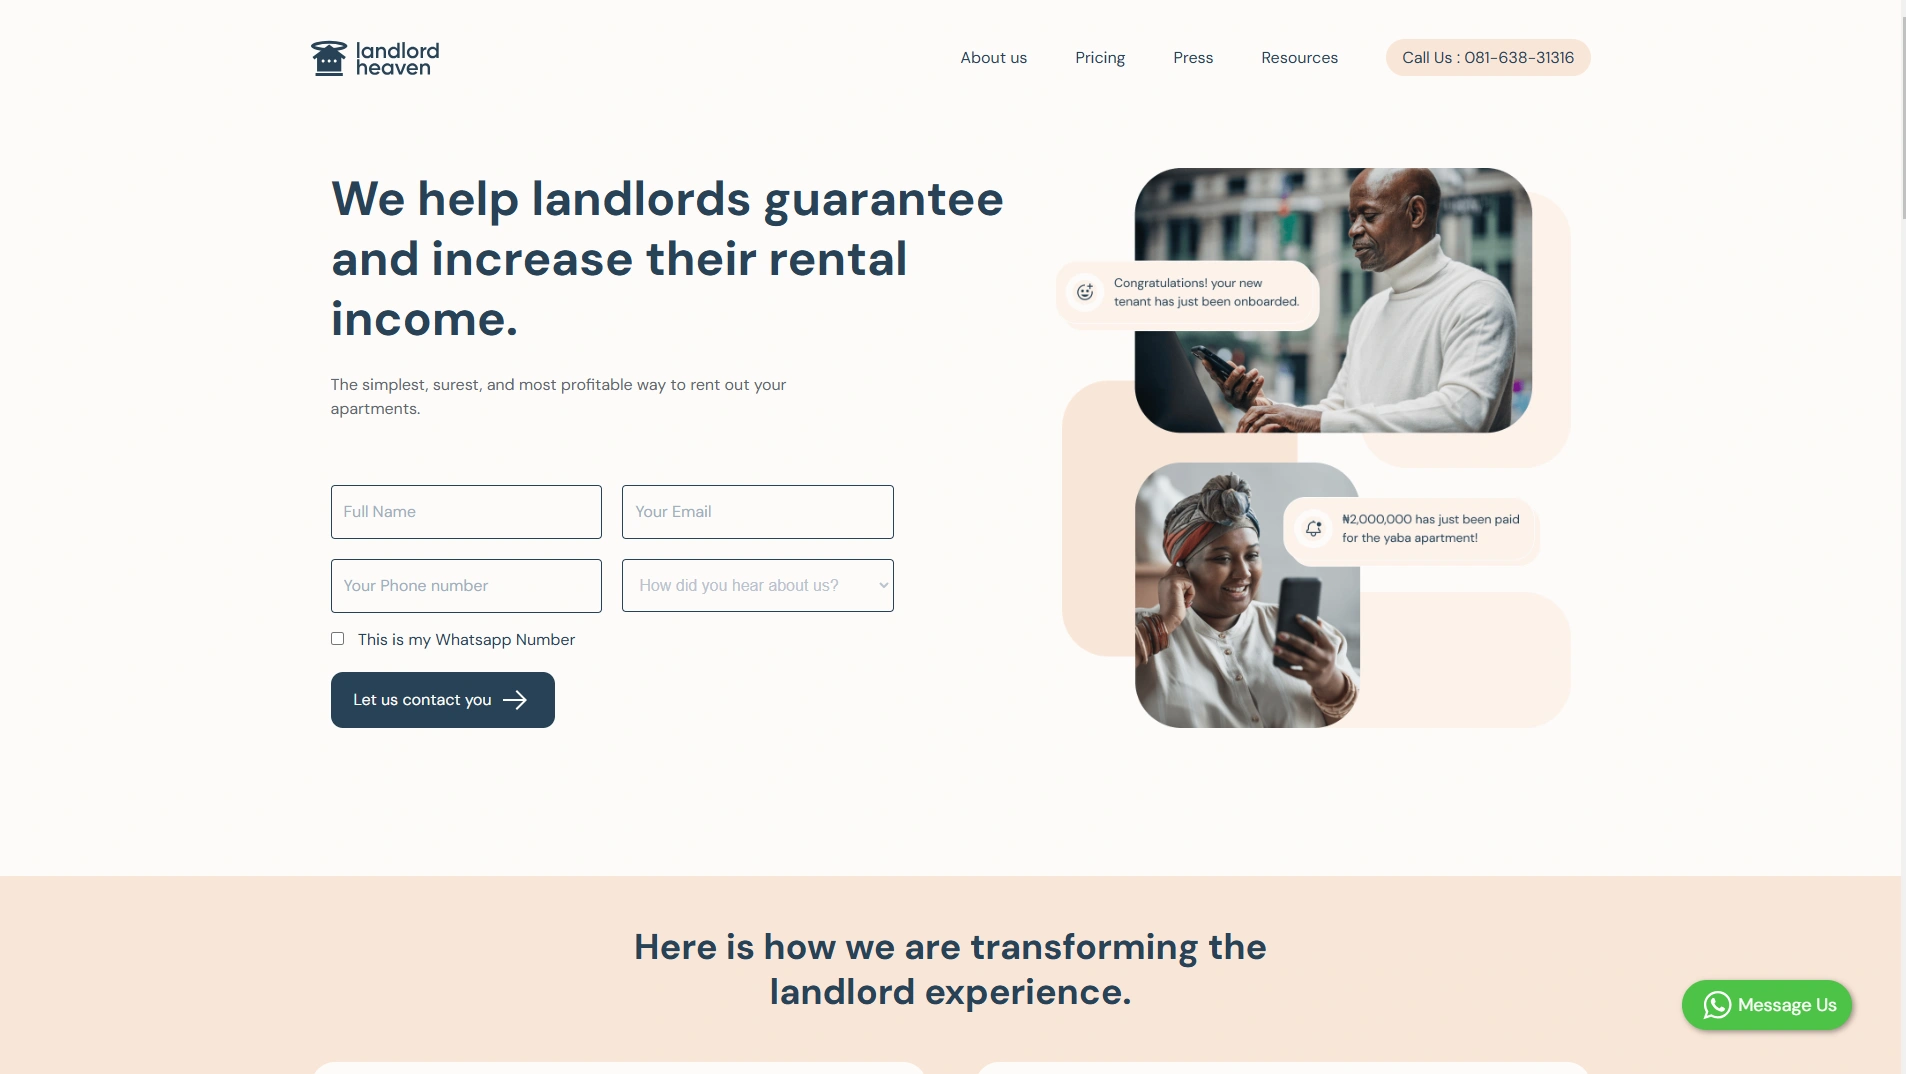 landlord
heaven
About us
Pricing
Press
Resources
Call Us : 081-638-31316
We help landlords guarantee
and increase their rental
income.
The simplest, surest, and most profitable way to rent out your
apartments.
Full Name
Your Email
Your Phone number
How did you hear about us?
This is my Whatsapp Number
Let us contact you
Congratulations! your new
tenant has just been onboarded.
₦2,000,000 has just been paid
for the yaba apartment!
Here is how we are transforming the
landlord experience.
Message Us